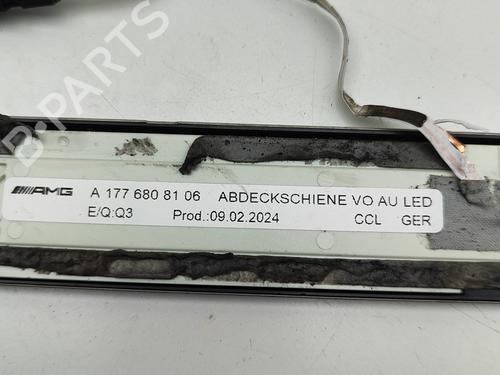 B-PARTS
AMG A 177 680 81 06 ABDECKSCHIENE VO AU LED
E/Q:Q3 Prod.:09.02.2024 CCL GER